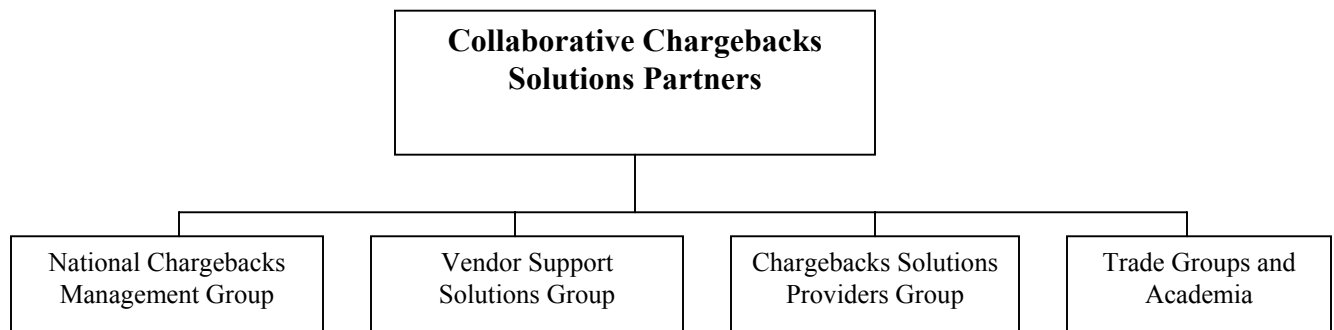 Collaborative Chargebacks
Solutions Partners
National Chargebacks
Management Group
Vendor Support
Solutions Group
Chargebacks Solutions
Providers Group
Trade Groups and
Academia